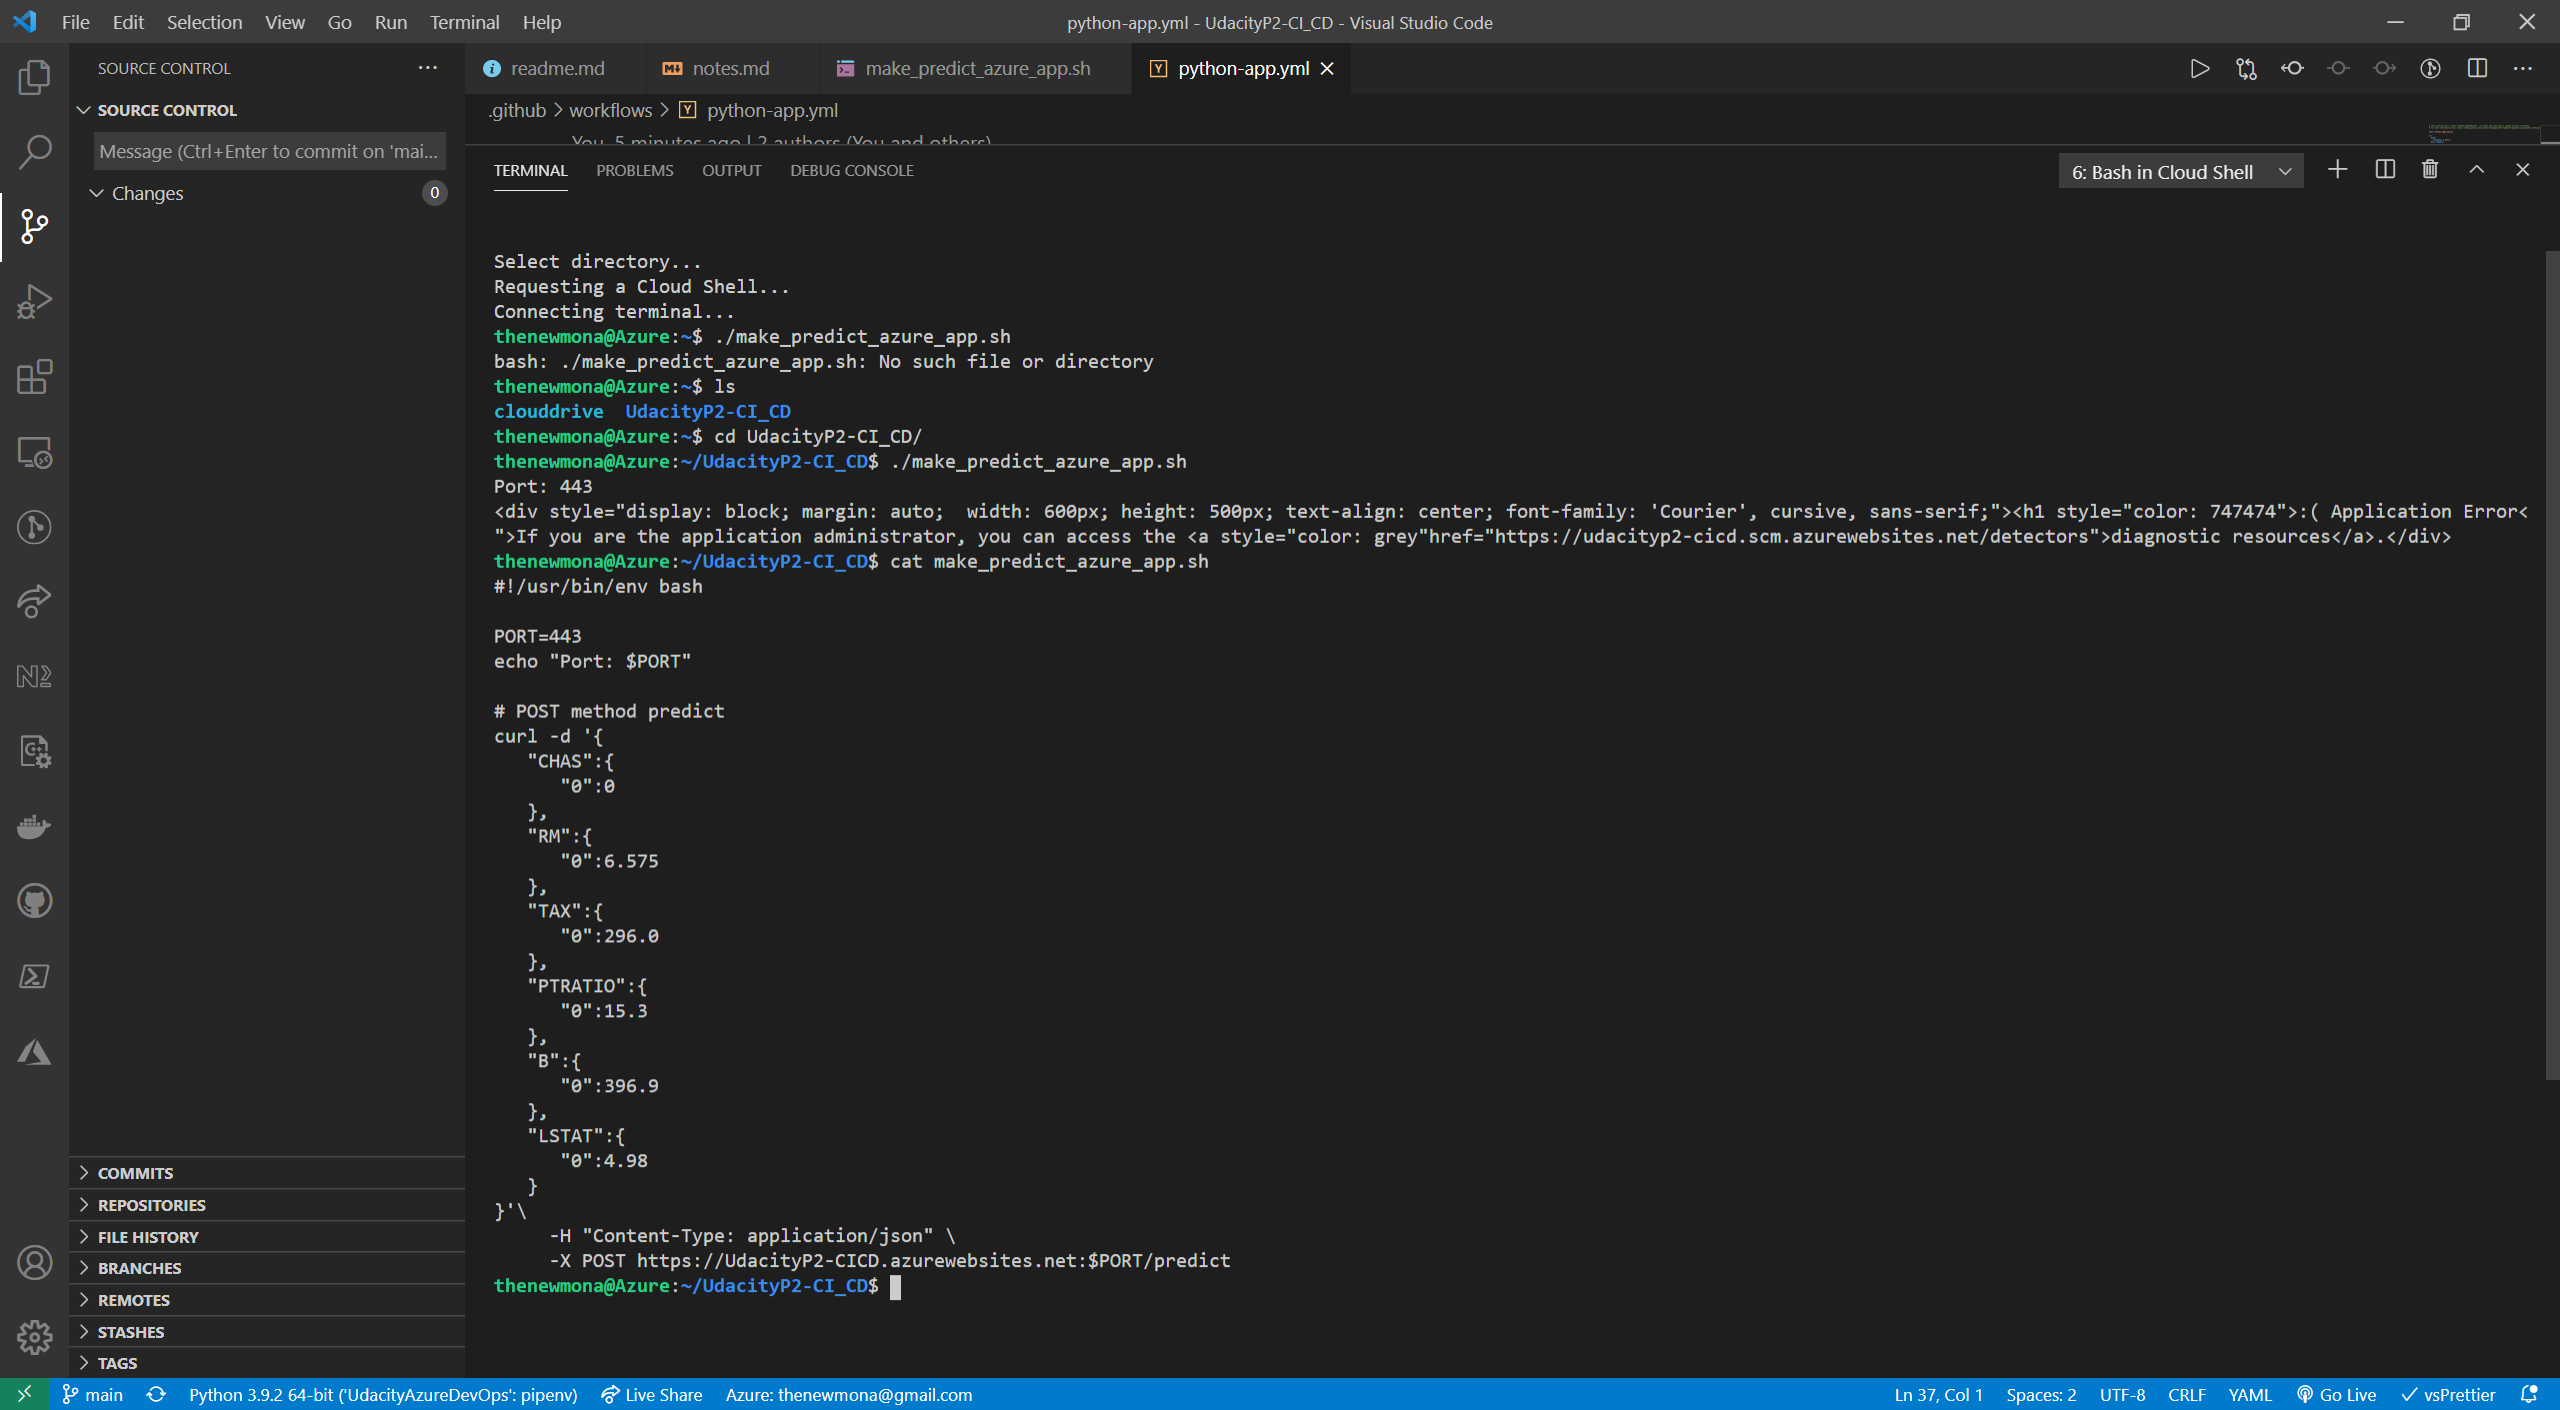 File Edit Selection View Go Run Terminal Help
python-app.yml - UdacityP2-CI_CD - Visual Studio Code
SOURCE CONTROL
SOURCE CONTROL
Message (Ctrl+Enter to commit on 'mai...
Changes
0
COMMITS
REPOSITORIES
FILE HISTORY
BRANCHES
REMOTES
STASHES
TAGS
readme.md
notes.md
make_predict_azure_app.sh
python-app.yml
.github > workflows > python-app.yml
You, 5 minutes ago | 2 authors (You and others)
TERMINAL PROBLEMS OUTPUT DEBUG CONSOLE
6: Bash in Cloud Shell
Select directory...
Requesting a Cloud Shell...
Connecting terminal...
thenewmona@Azure:~$ ./make_predict_azure_app.sh
bash: ./make_predict_azure_app.sh: No such file or directory
thenewmona@Azure:~$ ls
clouddrive  UdacityP2-CI_CD
thenewmona@Azure:~$ cd UdacityP2-CI_CD/
thenewmona@Azure:~/UdacityP2-CI_CD$ ./make_predict_azure_app.sh
Port: 443
<div style="display: block; margin: auto;  width: 600px; height: 500px; text-align: center; font-family: 'Courier', cursive, sans-serif;"><h1 style="color: 747474">:( Application Error<
">If you are the application administrator, you can access the <a style="color: grey"href="https://udacityp2-cicd.scm.azurewebsites.net/detectors">diagnostic resources</a>.</div>
thenewmona@Azure:~/UdacityP2-CI_CD$ cat make_predict_azure_app.sh
#!/usr/bin/env bash
PORT=443
echo "Port: $PORT"
# POST method predict
curl -d '{
"CHAS":{
"0":0
},
"RM":{
"0":6.575
},
"TAX":{
"0":296.0
},
"PTRATIO":{
"0":15.3
},
"B":{
"0":396.9
},
"LSTAT":{
"0":4.98
}
}'\
-H "Content-Type: application/json" \
-X POST https://UdacityP2-CICD.azurewebsites.net:$PORT/predict
thenewmona@Azure:~/UdacityP2-CI_CD$
main
Python 3.9.2 64-bit ('UdacityAzureDevOps': pipenv)
Live Share
Azure: thenewmona@gmail.com
Ln 37, Col 1
Spaces: 2
UTF-8
CRLF
YAML
Go Live
vsPrettier